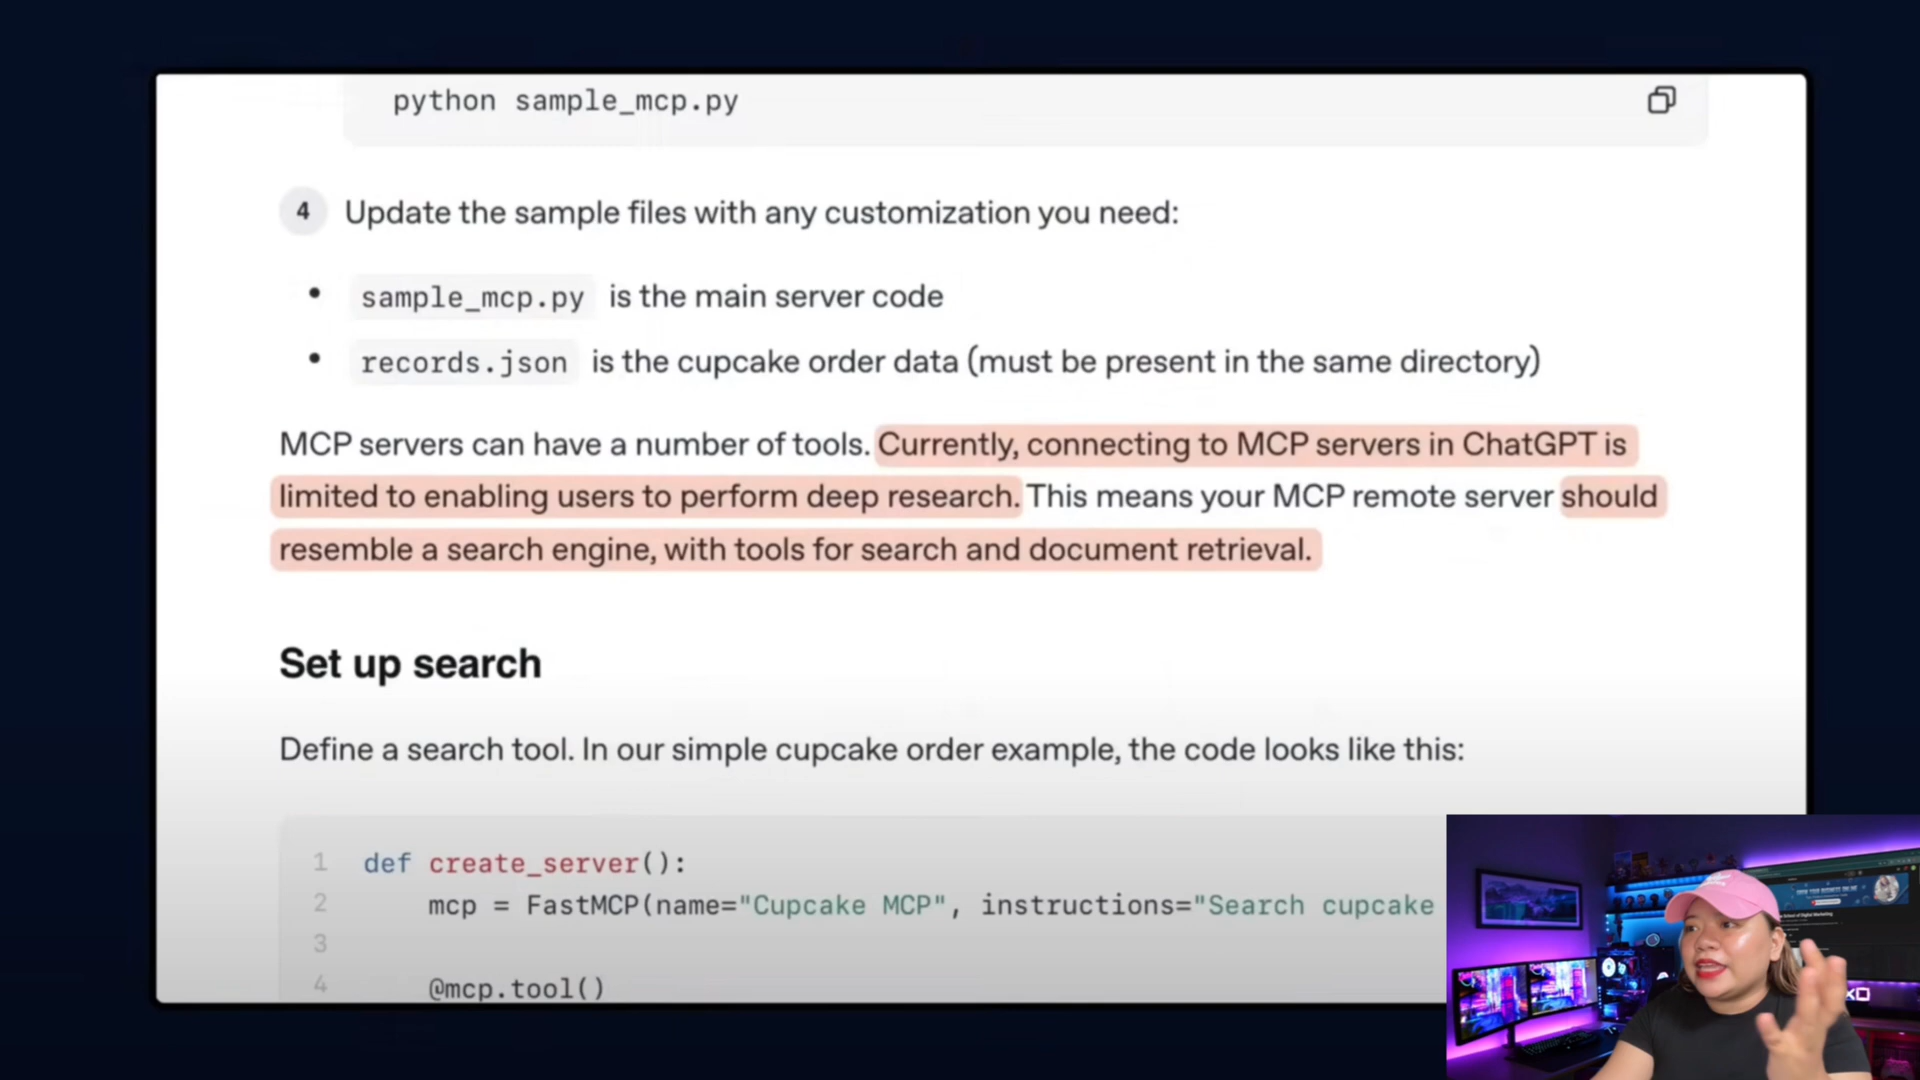 python sample_mcp.py
4 Update the sample files with any customization you need:
• sample_mcp.py is the main server code
• records.json is the cupcake order data (must be present in the same directory)
MCP servers can have a number of tools. Currently, connecting to MCP servers in ChatGPT is
limited to enabling users to perform deep research. This means your MCP remote server should
resemble a search engine, with tools for search and document retrieval.
Set up search
Define a search tool. In our simple cupcake order example, the code looks like this:
1 def create_server():
2 mcp = FastMCP(name="Cupcake MCP", instructions="Search cupcake
3
4 @mcp.tool()